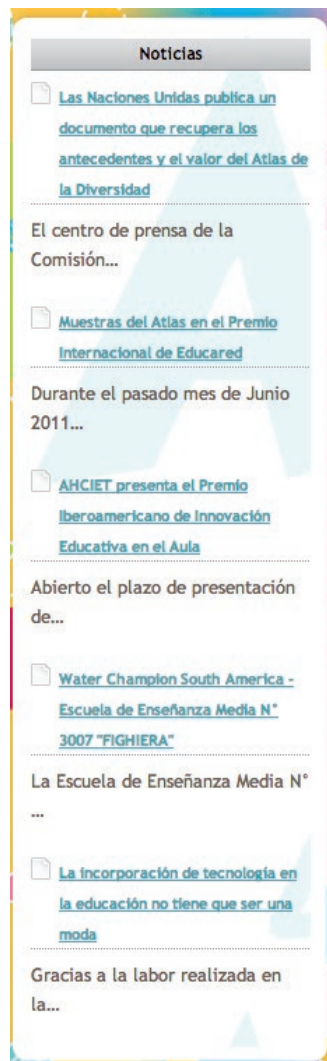 Noticias
Las Naciones Unidas publica un
documento que recupera los
antecedentes y el valor del Atlas de
la Diversidad
El centro de prensa de la
Comisión...
Muestras del Atlas en el Premio
Internacional de Educared
Durante el pasado mes de Junio
2011...
AHCIET presenta el Premio
Iberoamericano de Innovación
Educativa en el Aula
Abierto el plazo de presentación
de...
Water Champion South America -
Escuela de Enseñanza Media N°
3007 "FIGHIERA"
La Escuela de Enseñanza Media N°
...
La incorporación de tecnología en
la educación no tiene que ser una
moda
Gracias a la labor realizada en
la...